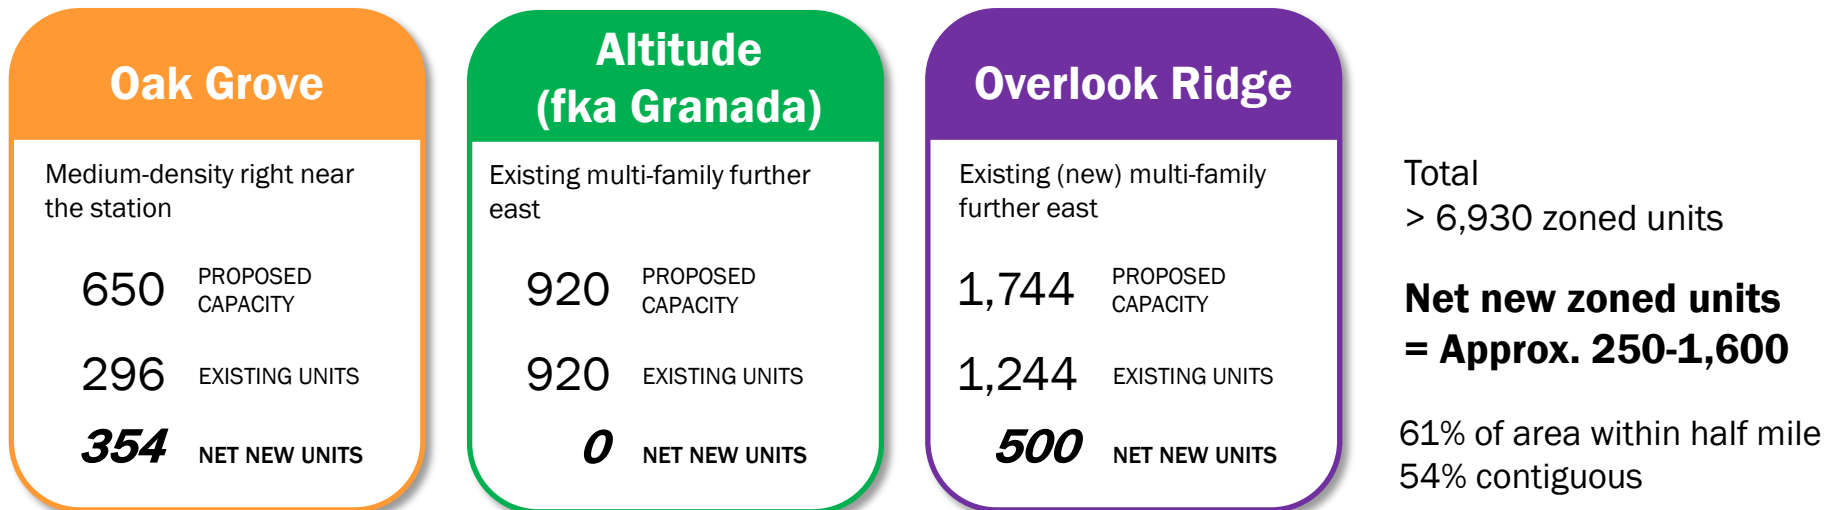 Oak Grove
Medium-density right near
the station
650 PROPOSED
CAPACITY
296 EXISTING UNITS
354 NET NEW UNITS
Altitude
(fka Granada)
Existing multi-family further
east
920 PROPOSED
CAPACITY
920 EXISTING UNITS
0 NET NEW UNITS
Overlook Ridge
Existing (new) multi-family
further east
1,744 PROPOSED
CAPACITY
1,244 EXISTING UNITS
500 NET NEW UNITS
Total
> 6,930 zoned units
Net new zoned units
= Approx. 250-1,600
61% of area within half mile
54% contiguous